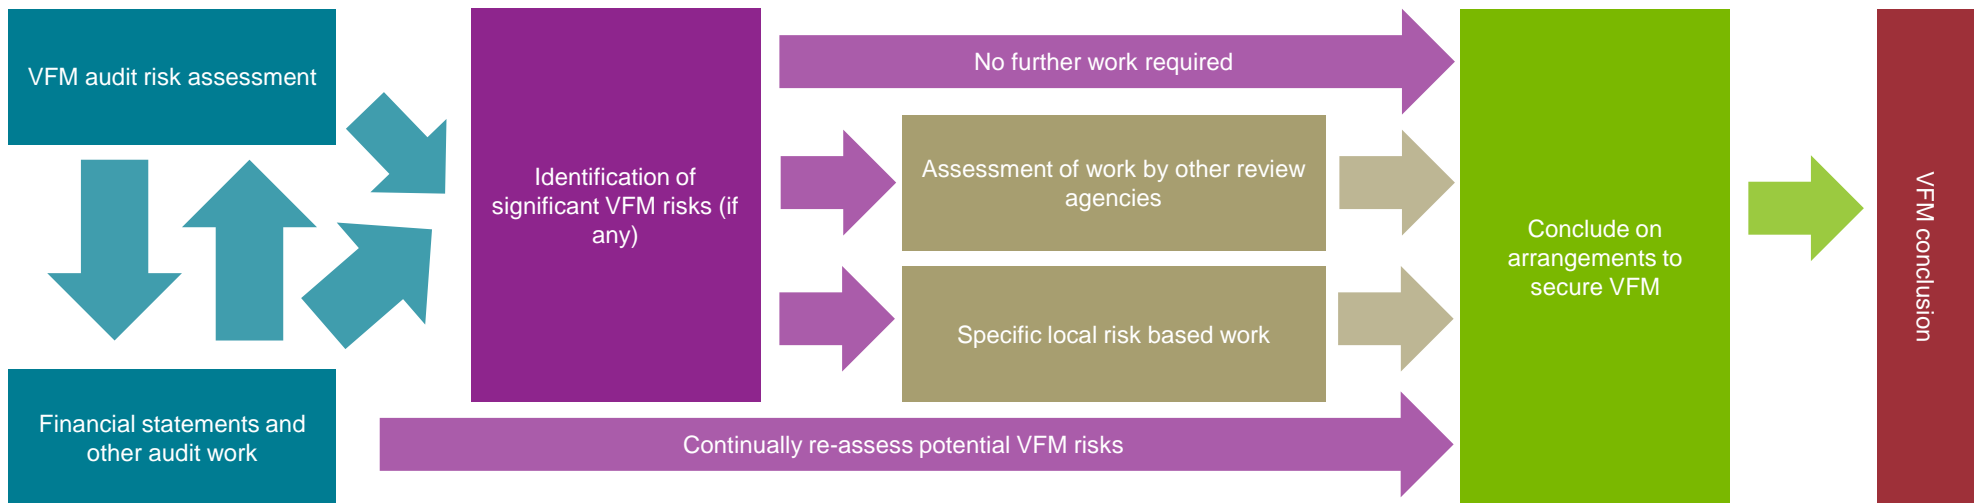 VFM audit risk assessment
Financial statements and
other audit work
Identification of
significant VFM risks (if
any)
No further work required
Assessment of work by other review
agencies
Specific local risk based work
Continually re-assess potential VFM risks
Conclude on
arrangements to
secure VFM
VFM conclusion